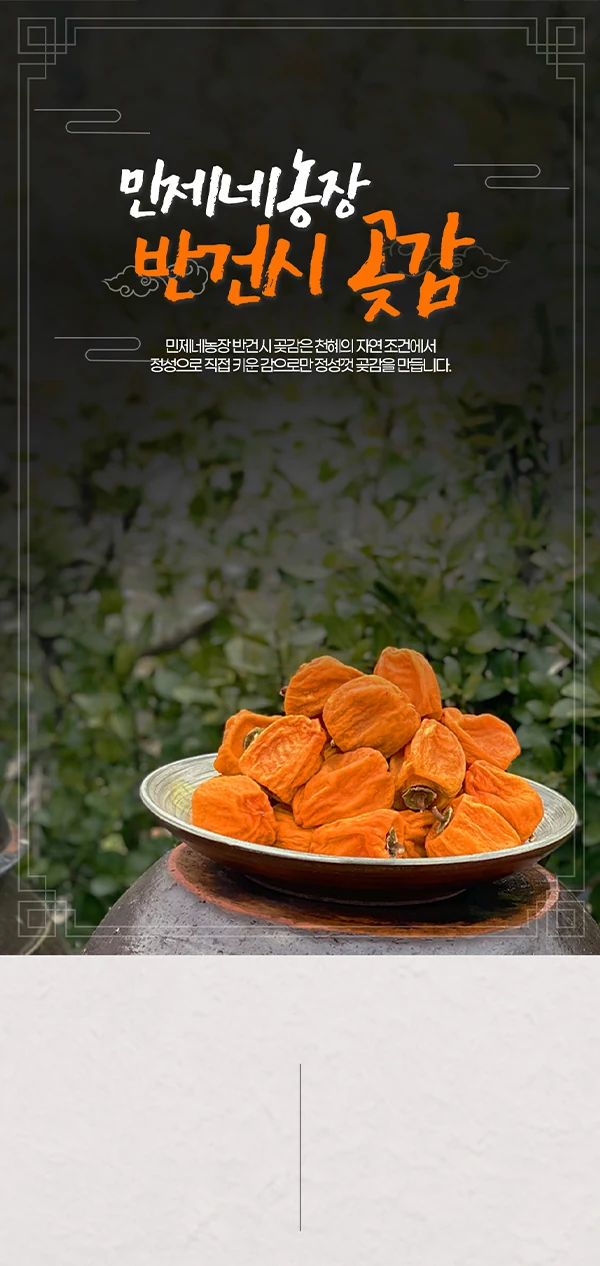 민제네농장
반건시 곶감
민제네농장 반건시 곶감은 천혜의 자연 조건에서
정성으로 직접 키운 감으로만 정성껏 곶감을 만듭니다.